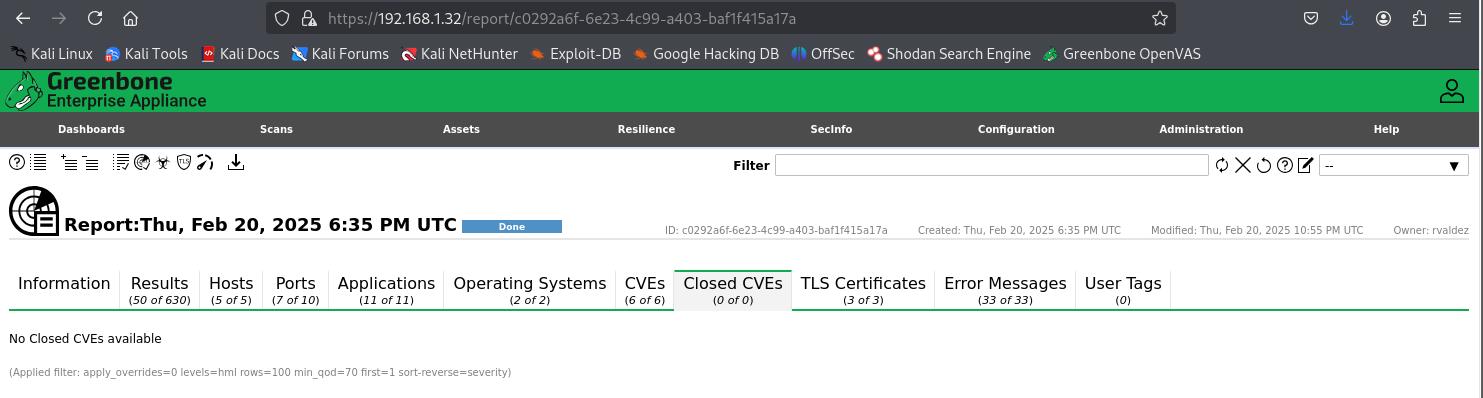 https://192.168.1.32/report/c0292a6f-6e23-4c99-a403-baf1f415a17a
Kali Linux Kali Tools Kali Docs Kali Forums Kali NetHunter Exploit-DB Google Hacking DB OffSec Shodan Search Engine Greenbone OpenVAS
Greenbone
Enterprise Appliance
Dashboards Scans Assets Resilience SecInfo Configuration Administration Help
Filter --
Report:Thu, Feb 20, 2025 6:35 PM UTC Done ID: c0292a6f-6e23-4c99-a403-baf1f415a17a Created: Thu, Feb 20, 2025 6:35 PM UTC Modified: Thu, Feb 20, 2025 10:55 PM UTC Owner: rvaldez
Information Results Hosts Ports Applications Operating Systems CVEs Closed CVEs TLS Certificates Error Messages User Tags
(50 of 630) (5 of 5) (7 of 10) (11 of 11) (2 of 2) (6 of 6) (0 of 0) (3 of 3) (33 of 33) (0)
No Closed CVEs available
(Applied filter: apply_overrides=0 levels=hml rows=100 min_qod=70 first=1 sort-reverse=severity)